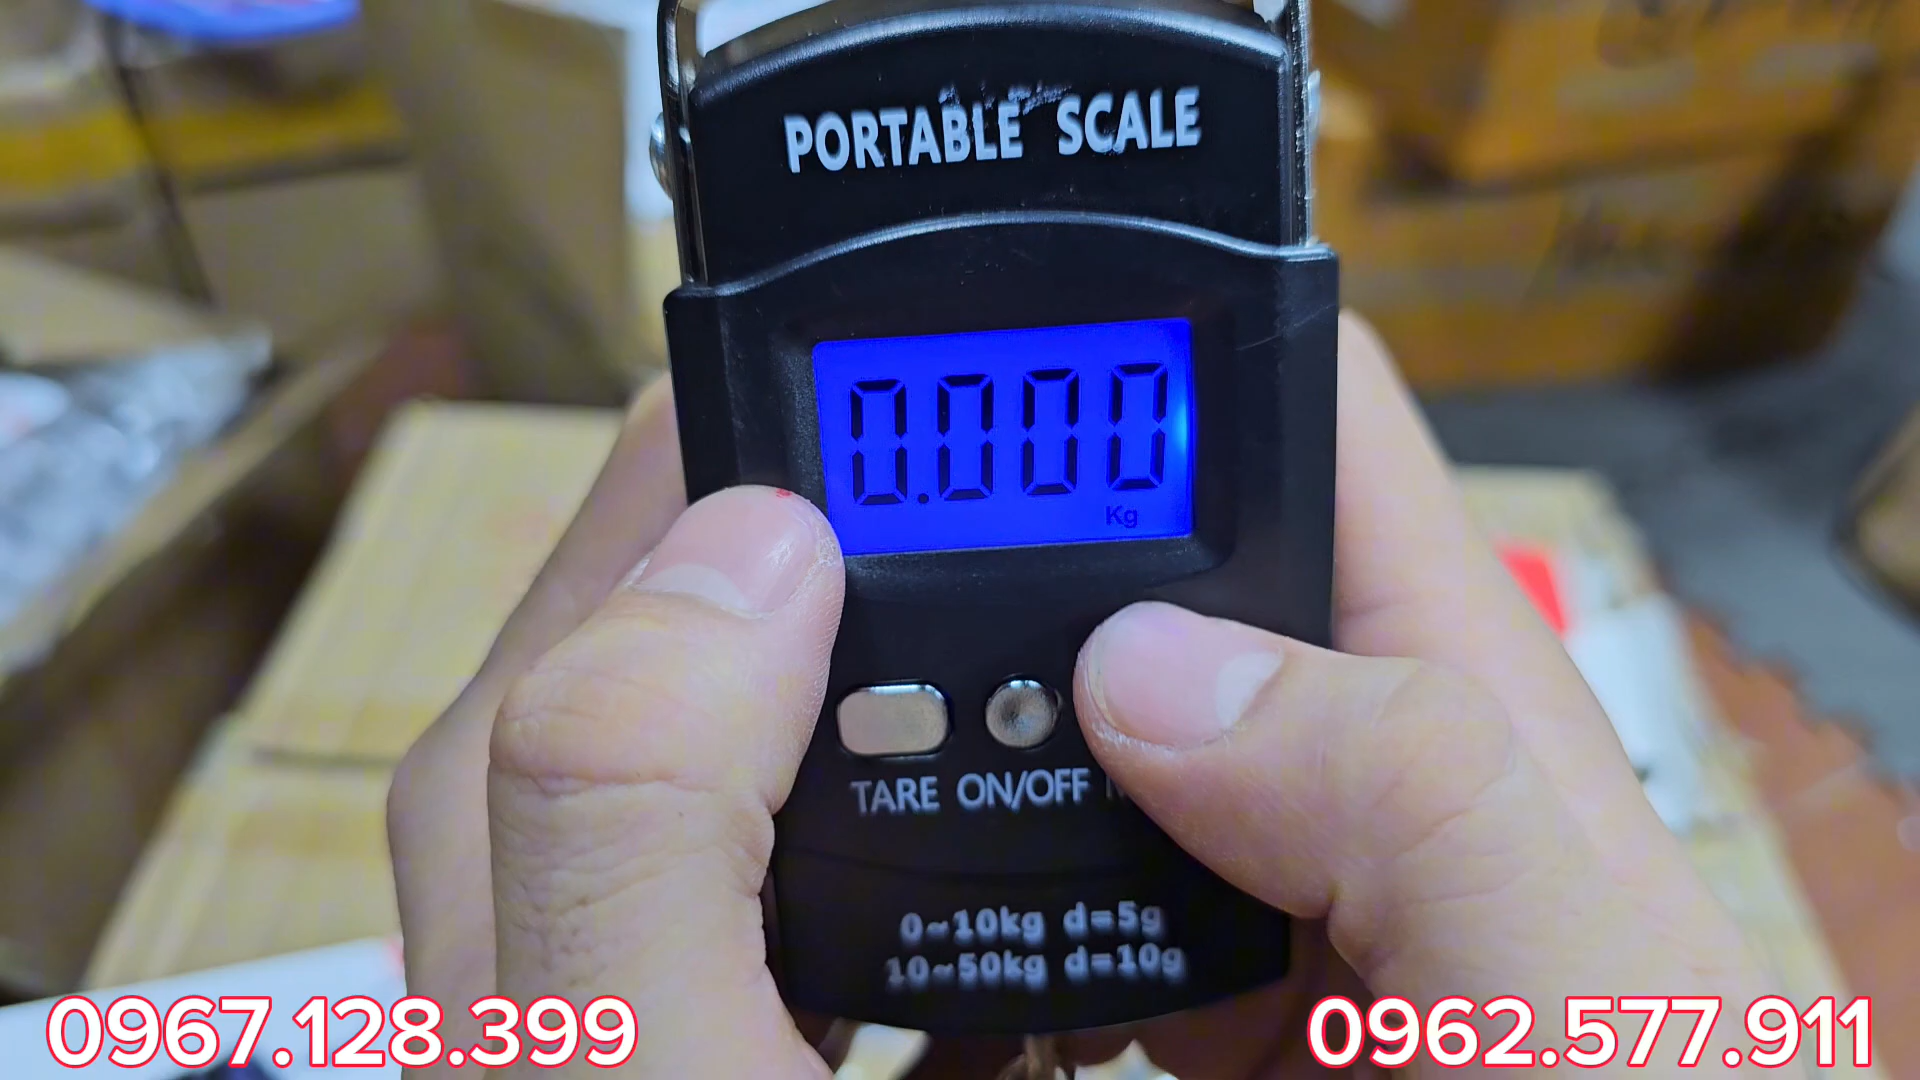 PORTABLE SCALE
0.000
Kg
TARE ON/OFF
0~10kg d=5g
10~50kg d=10g
0967.128.399
0962.577.911